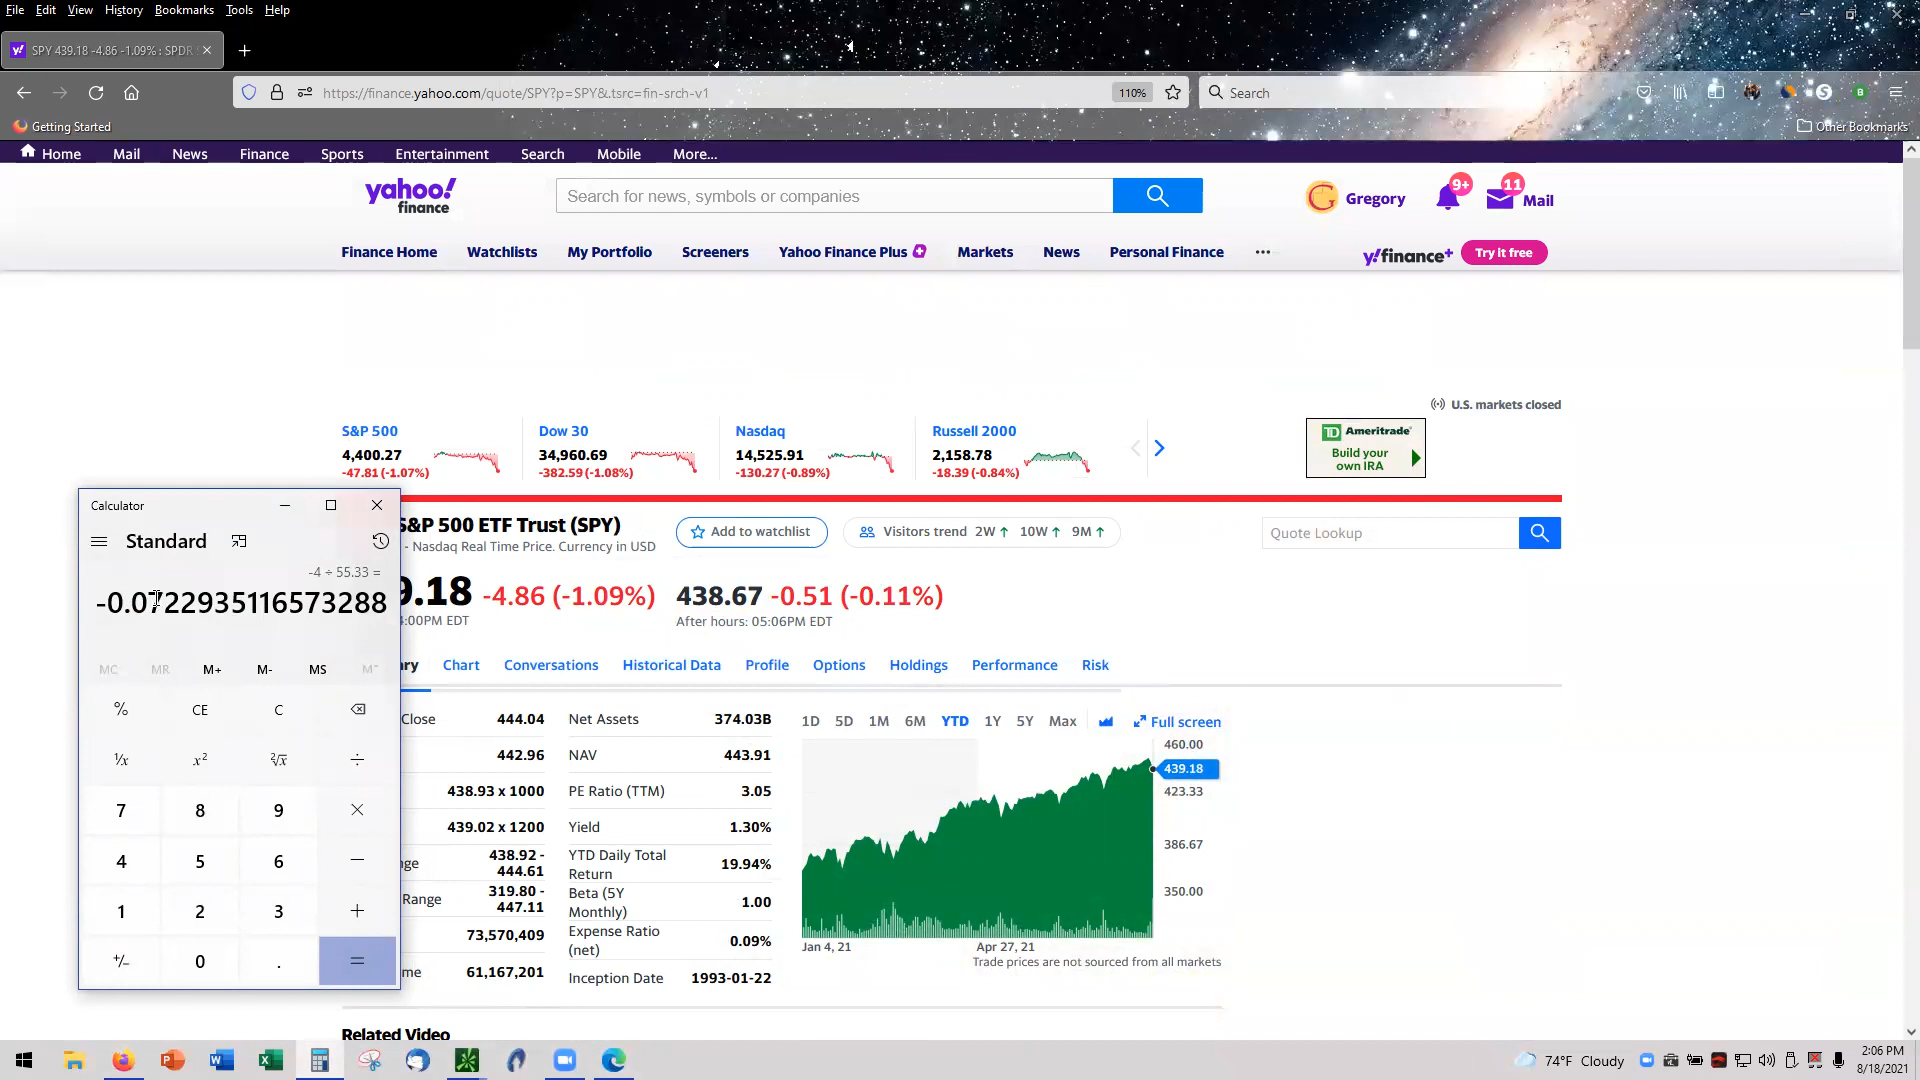 File Edit View History Bookmarks Tools Help
SPY 439.18 -4.86 -1.09% : SPDR
https://finance.yahoo.com/quote/SPY?p=SPY&.tsrc=fin-srch-v1
110%
Search
Getting Started
Other Bookmarks
Home Mail News Finance Sports Entertainment Search Mobile More...
yahoo!
finance
Search for news, symbols or companies
Gregory
9+
11
Mail
Finance Home Watchlists My Portfolio Screeners Yahoo Finance Plus Markets News Personal Finance
y!finance+ Try it free
U.S. markets closed
S&P 500 Dow 30 Nasdaq Russell 2000
4,400.27 34,960.69 14,525.91 2,158.78
-47.81 (-1.07%) -382.59 (-1.08%) -130.27 (-0.89%) -18.39 (-0.84%)
TD Ameritrade
Build your
own IRA
S&P 500 ETF Trust (SPY)
- Nasdaq Real Time Price. Currency in USD
Add to watchlist
Visitors trend 2W↑ 10W↑ 9M↑
Quote Lookup
9.18 -4.86 (-1.09%) 438.67 -0.51 (-0.11%)
4:00PM EDT After hours: 05:06PM EDT
ary Chart Conversations Historical Data Profile Options Holdings Performance Risk
Close 444.04
442.96
438.93 x 1000
439.02 x 1200
nge 438.92 -
444.61
Range 319.80 -
447.11
73,570,409
me 61,167,201
Net Assets 374.03B
NAV 443.91
PE Ratio (TTM) 3.05
Yield 1.30%
YTD Daily Total
Return 19.94%
Beta (5Y
Monthly) 1.00
Expense Ratio
(net) 0.09%
Inception Date 1993-01-22
1D 5D 1M 6M YTD 1Y 5Y Max Full screen
460.00
439.18
423.33
386.67
350.00
Jan 4, 21 Apr 27, 21
Trade prices are not sourced from all markets
Related Video
Calculator
Standard
-4 ÷ 55.33 =
-0.0722935116573288
MC MR M+ M- MS M˅
% CE C
⅟x x² ²√x ÷
7 8 9 ×
4 5 6 −
1 2 3 +
+/− 0 . =
74°F Cloudy
2:06 PM
8/18/2021